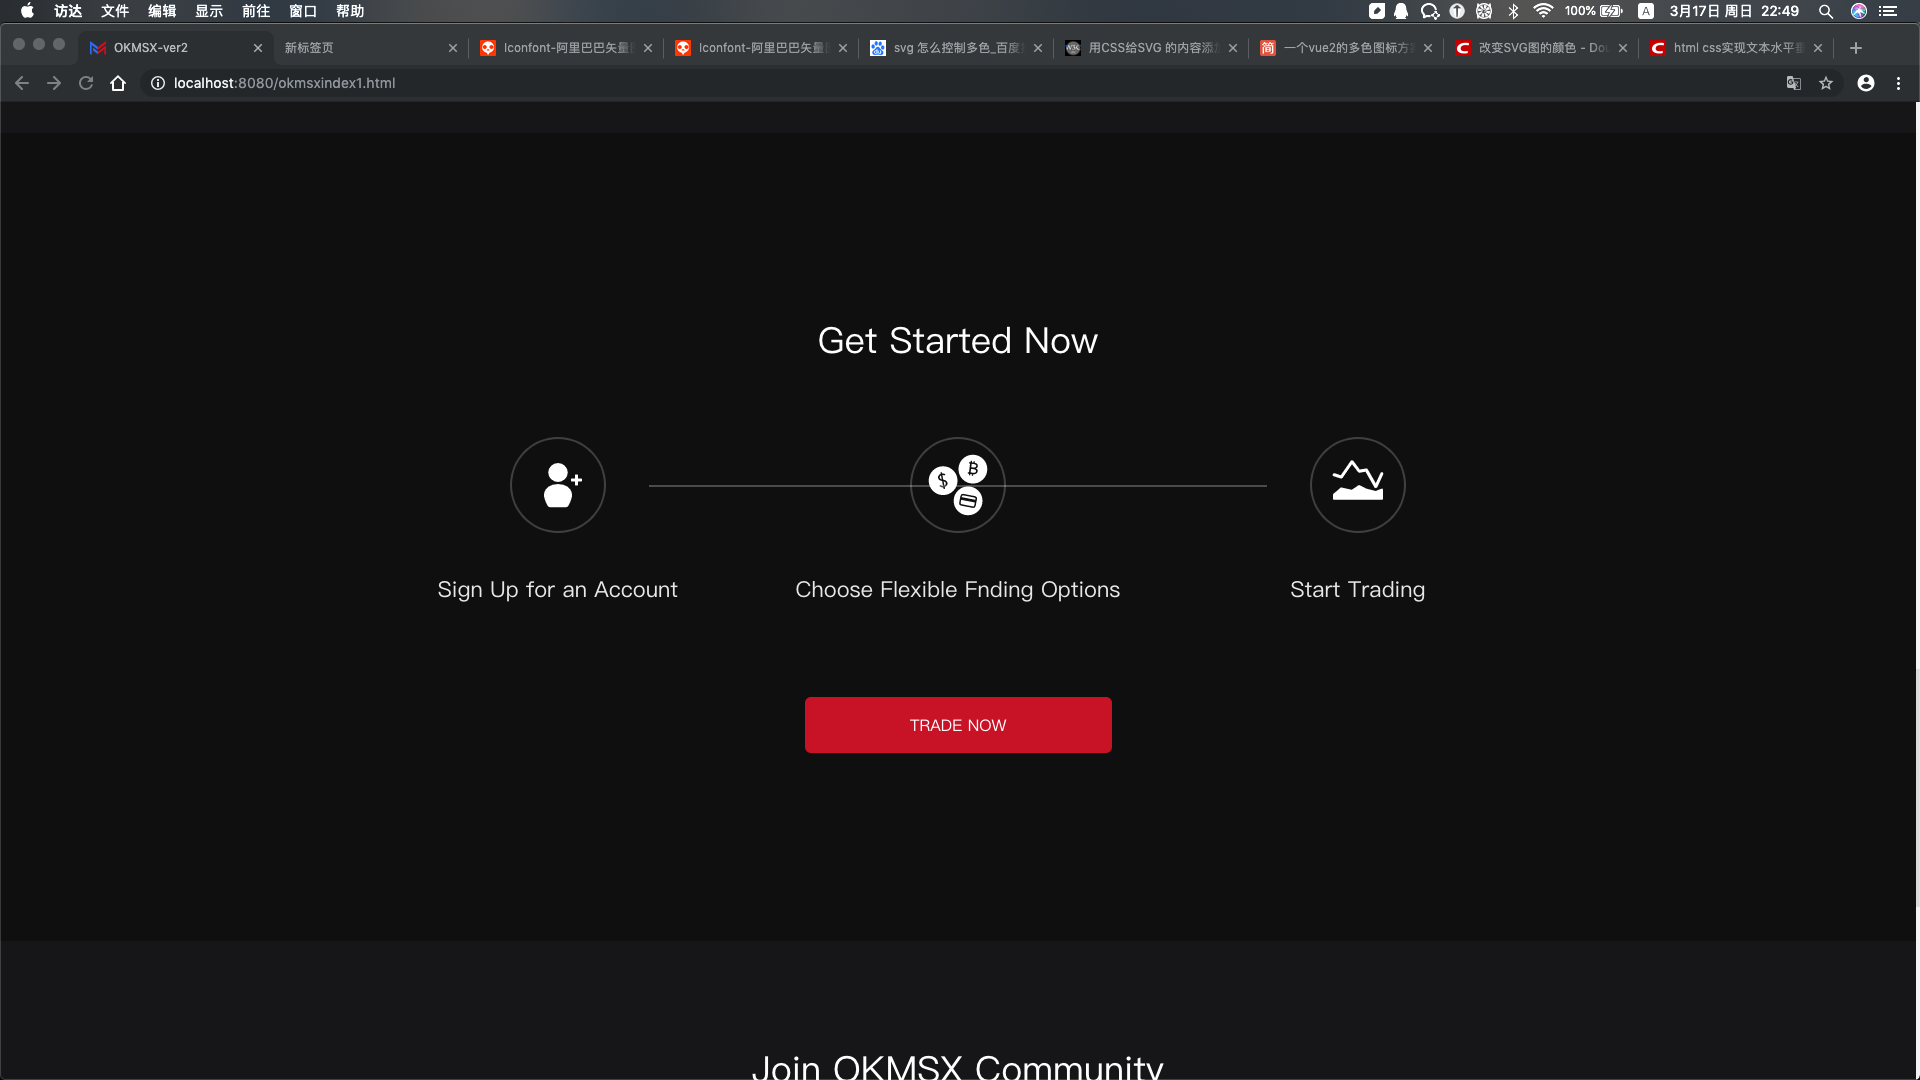 访达 文件 编辑 显示 前往 窗口 帮助 100% A 3月17日 周日 22:49
OKMSX-ver2 新标签页 Iconfont-阿里巴巴矢量 Iconfont-阿里巴巴矢量 svg 怎么控制多色_百度 用CSS给SVG 的内容添 一个vue2的多色图标方 改变SVG图的颜色 - Do html css实现文本水平
localhost:8080/okmsxindex1.html
Get Started Now
Sign Up for an Account
Choose Flexible Fnding Options
Start Trading
TRADE NOW
Join OKMSX Community